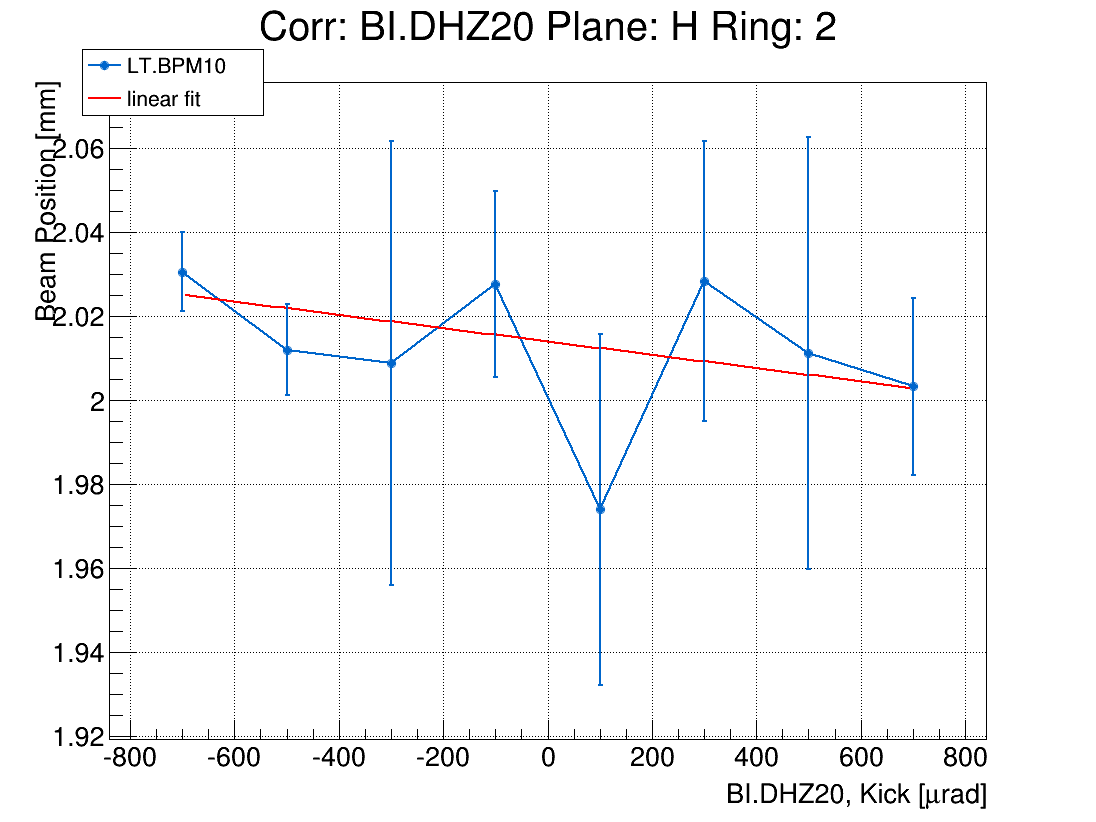 Corr: BI.DHZ20 Plane: H Ring: 2
LT.BPM10
linear fit
Beam Position [mm]
2.06
2.04
2.02
2
1.98
1.96
1.94
1.92
-800 -600 -400 -200 0 200 400 600 800
BI.DHZ20, Kick [μrad]